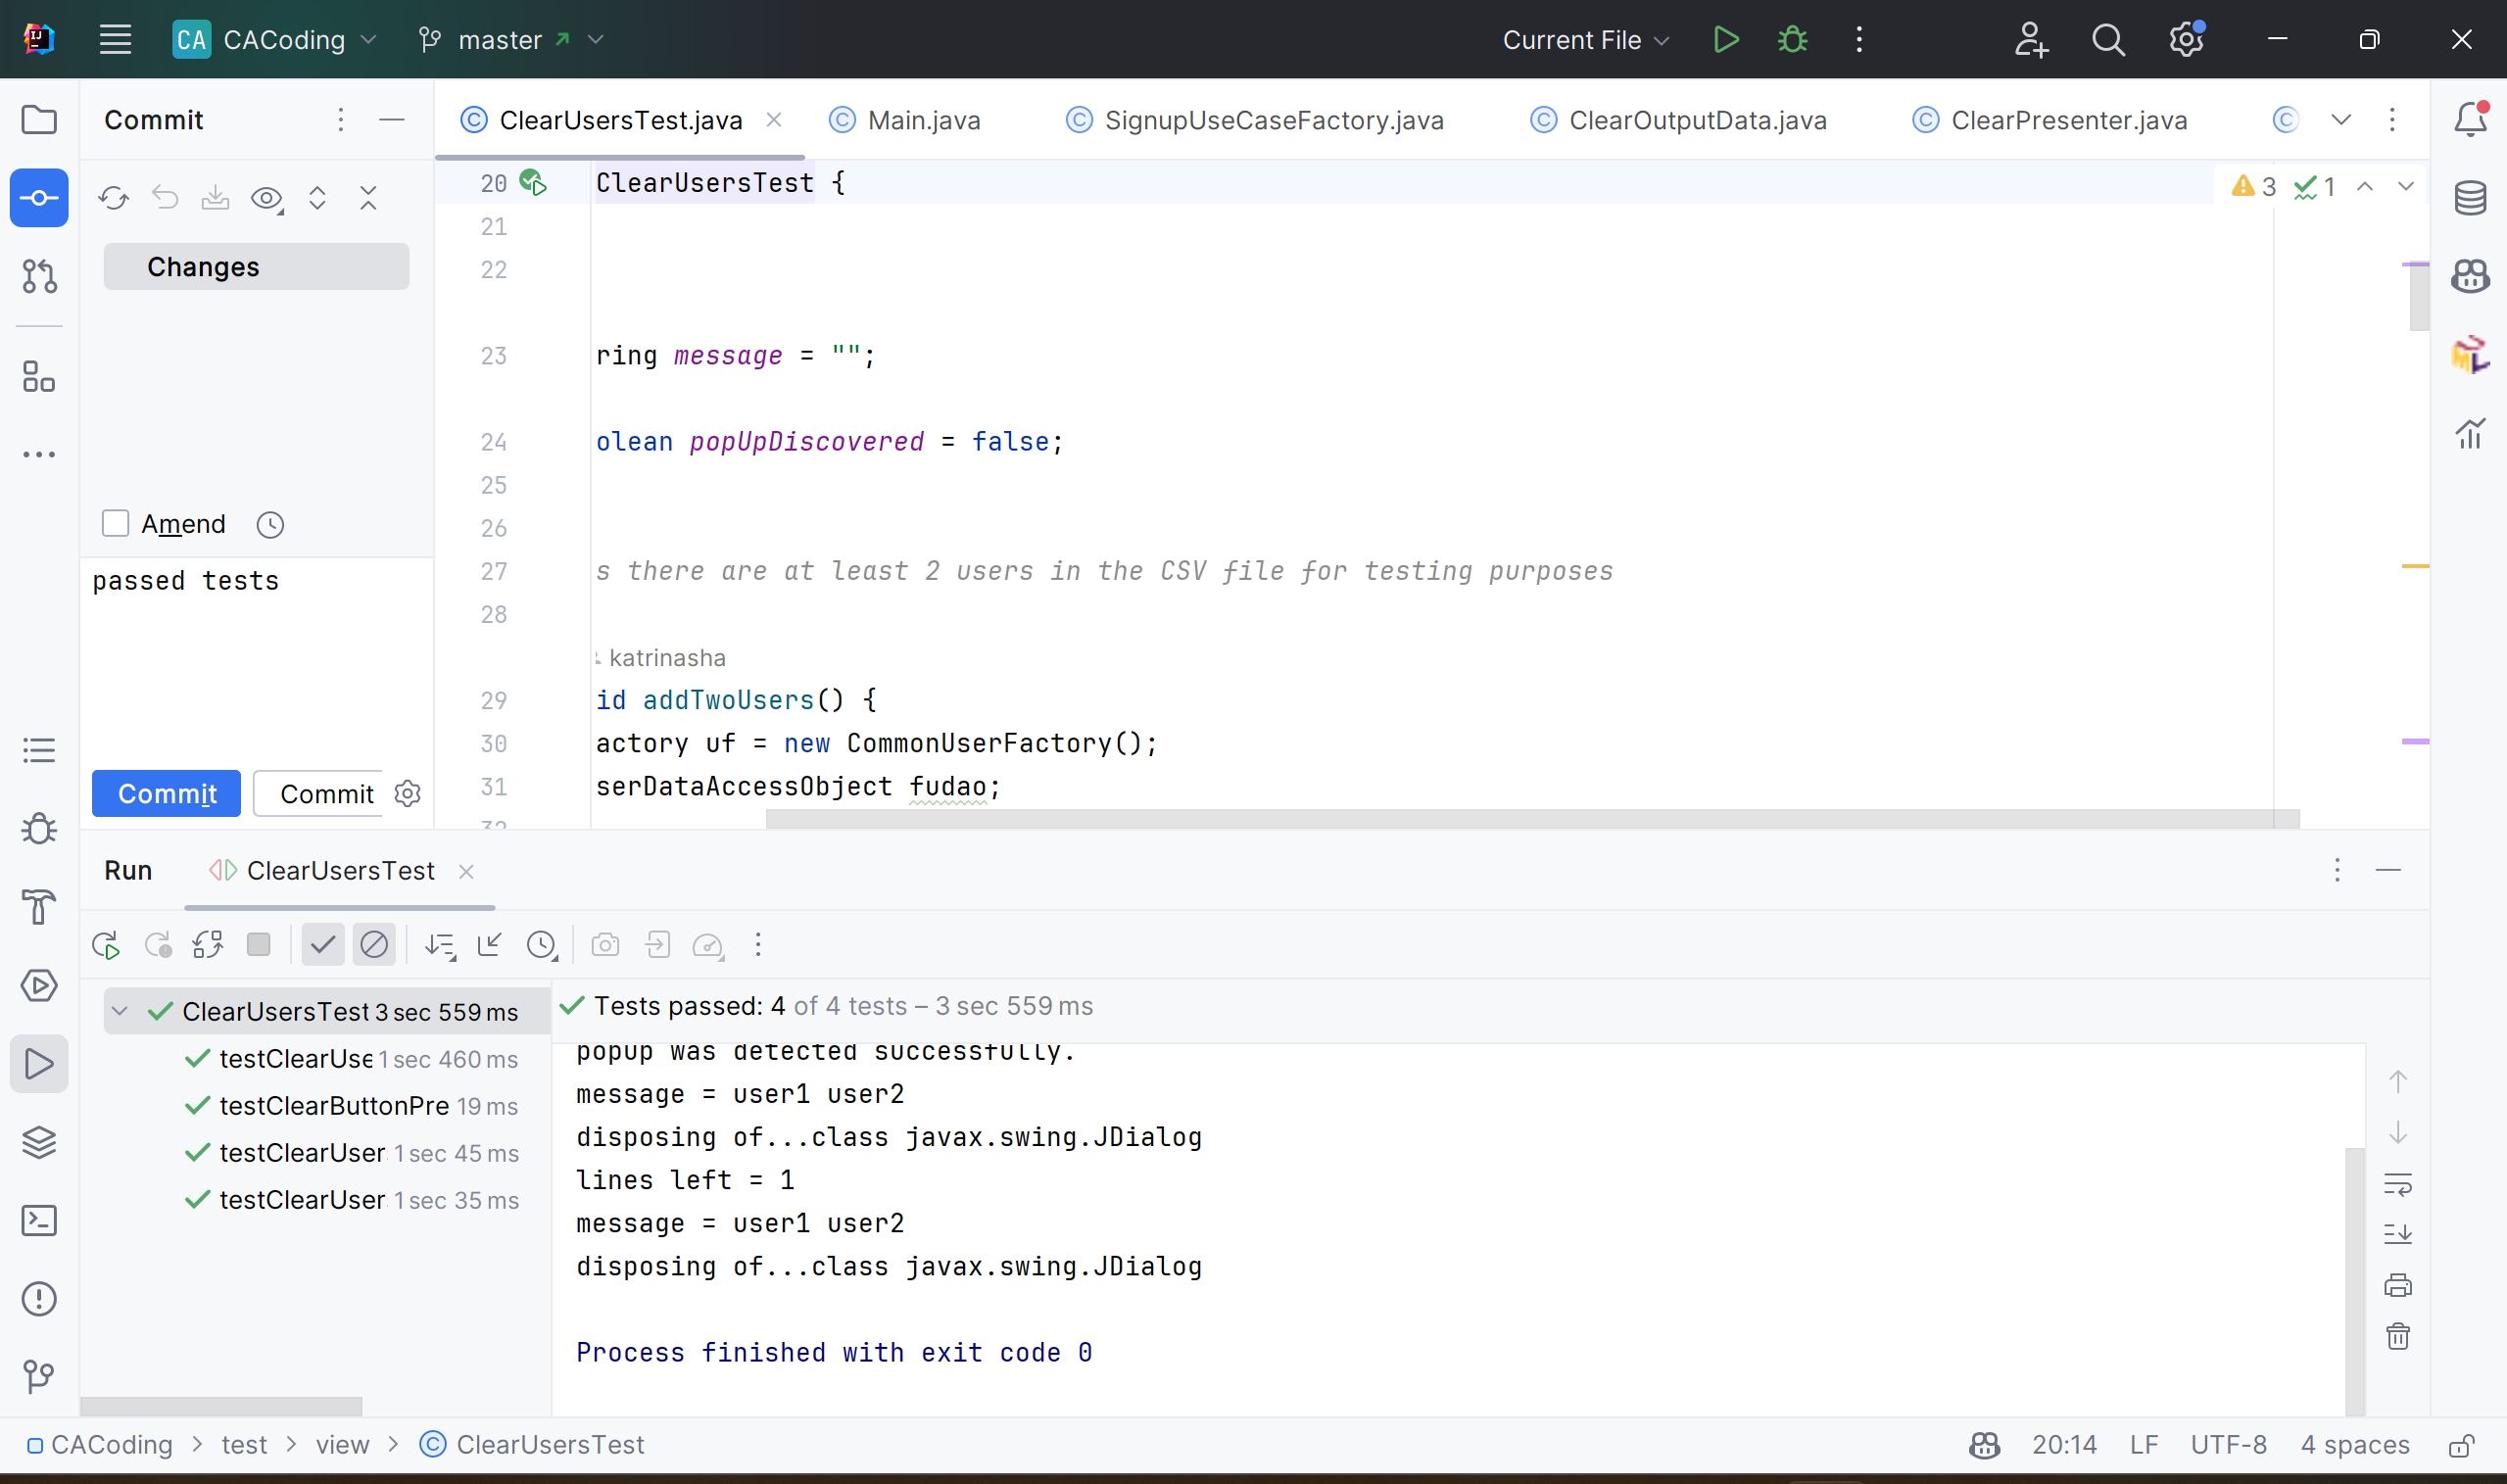 CA CACoding master Current File
Commit
ClearUsersTest.java Main.java SignupUseCaseFactory.java ClearOutputData.java ClearPresenter.java
Changes
Amend
passed tests
Commit Commit
20 ClearUsersTest {
3 1
21
22
23 ring message = "";
24 olean popUpDiscovered = false;
25
26
27 s there are at least 2 users in the CSV file for testing purposes
28
katrinasha
29 id addTwoUsers() {
30 actory uf = new CommonUserFactory();
31 serDataAccessObject fudao;
32
Run ClearUsersTest
ClearUsersTest 3 sec 559 ms
testClearUse 1 sec 460 ms
testClearButtonPre 19 ms
testClearUser 1 sec 45 ms
testClearUser 1 sec 35 ms
Tests passed: 4 of 4 tests – 3 sec 559 ms
popup was detected successfully.
message = user1 user2
disposing of...class javax.swing.JDialog
lines left = 1
message = user1 user2
disposing of...class javax.swing.JDialog
Process finished with exit code 0
CACoding > test > view > ClearUsersTest
20:14 LF UTF-8 4 spaces